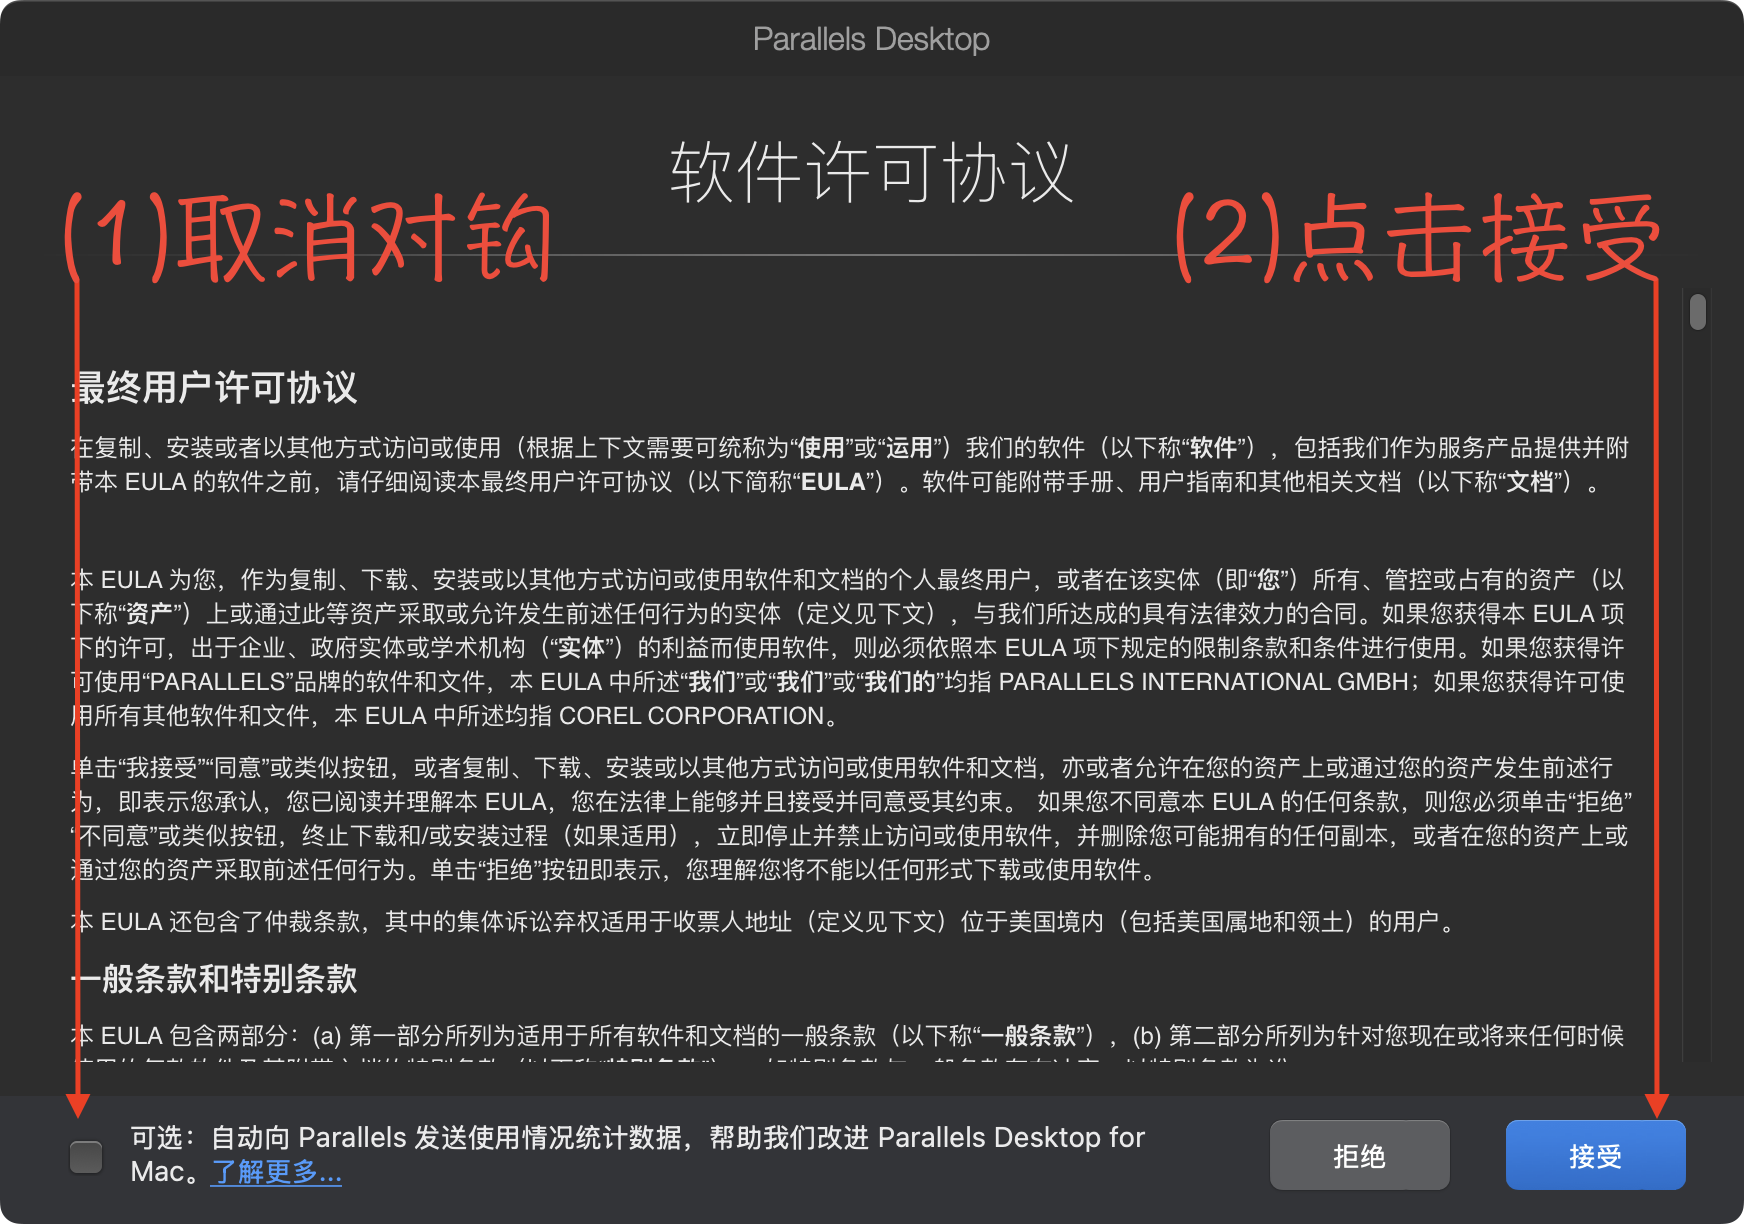 Parallels Desktop
软件许可协议
(1)取消对钩
(2)点击接受
最终用户许可协议
在复制、安装或者以其他方式访问或使用（根据上下文需要可统称为“使用”或“运用”）我们的软件（以下称“软件”），包括我们作为服务产品提供并附
带本 EULA 的软件之前，请仔细阅读本最终用户许可协议（以下简称“EULA”）。软件可能附带手册、用户指南和其他相关文档（以下称“文档”）。
本 EULA 为您，作为复制、下载、安装或以其他方式访问或使用软件和文档的个人最终用户，或者在该实体（即“您”）所有、管控或占有的资产（以
下称“资产”）上或通过此等资产采取或允许发生前述任何行为的实体（定义见下文），与我们所达成的具有法律效力的合同。如果您获得本 EULA 项
下的许可，出于企业、政府实体或学术机构（“实体”）的利益而使用软件，则必须依照本 EULA 项下规定的限制条款和条件进行使用。如果您获得许
可使用“PARALLELS”品牌的软件和文件，本 EULA 中所述“我们”或“我们”或“我们的”均指 PARALLELS INTERNATIONAL GMBH；如果您获得许可使
用所有其他软件和文件，本 EULA 中所述均指 COREL CORPORATION。
单击“我接受”“同意”或类似按钮，或者复制、下载、安装或以其他方式访问或使用软件和文档，亦或者允许在您的资产上或通过您的资产发生前述行
为，即表示您承认，您已阅读并理解本 EULA，您在法律上能够并且接受并同意受其约束。 如果您不同意本 EULA 的任何条款，则您必须单击“拒绝”
“不同意”或类似按钮，终止下载和/或安装过程（如果适用），立即停止并禁止访问或使用软件，并删除您可能拥有的任何副本，或者在您的资产上或
通过您的资产采取前述任何行为。单击“拒绝”按钮即表示，您理解您将不能以任何形式下载或使用软件。
本 EULA 还包含了仲裁条款，其中的集体诉讼弃权适用于收票人地址（定义见下文）位于美国境内（包括美国属地和领土）的用户。
一般条款和特别条款
本 EULA 包含两部分：(a) 第一部分所列为适用于所有软件和文档的一般条款（以下称“一般条款”），(b) 第二部分所列为针对您现在或将来任何时候
可选：自动向 Parallels 发送使用情况统计数据，帮助我们改进 Parallels Desktop for
Mac。了解更多...
拒绝
接受